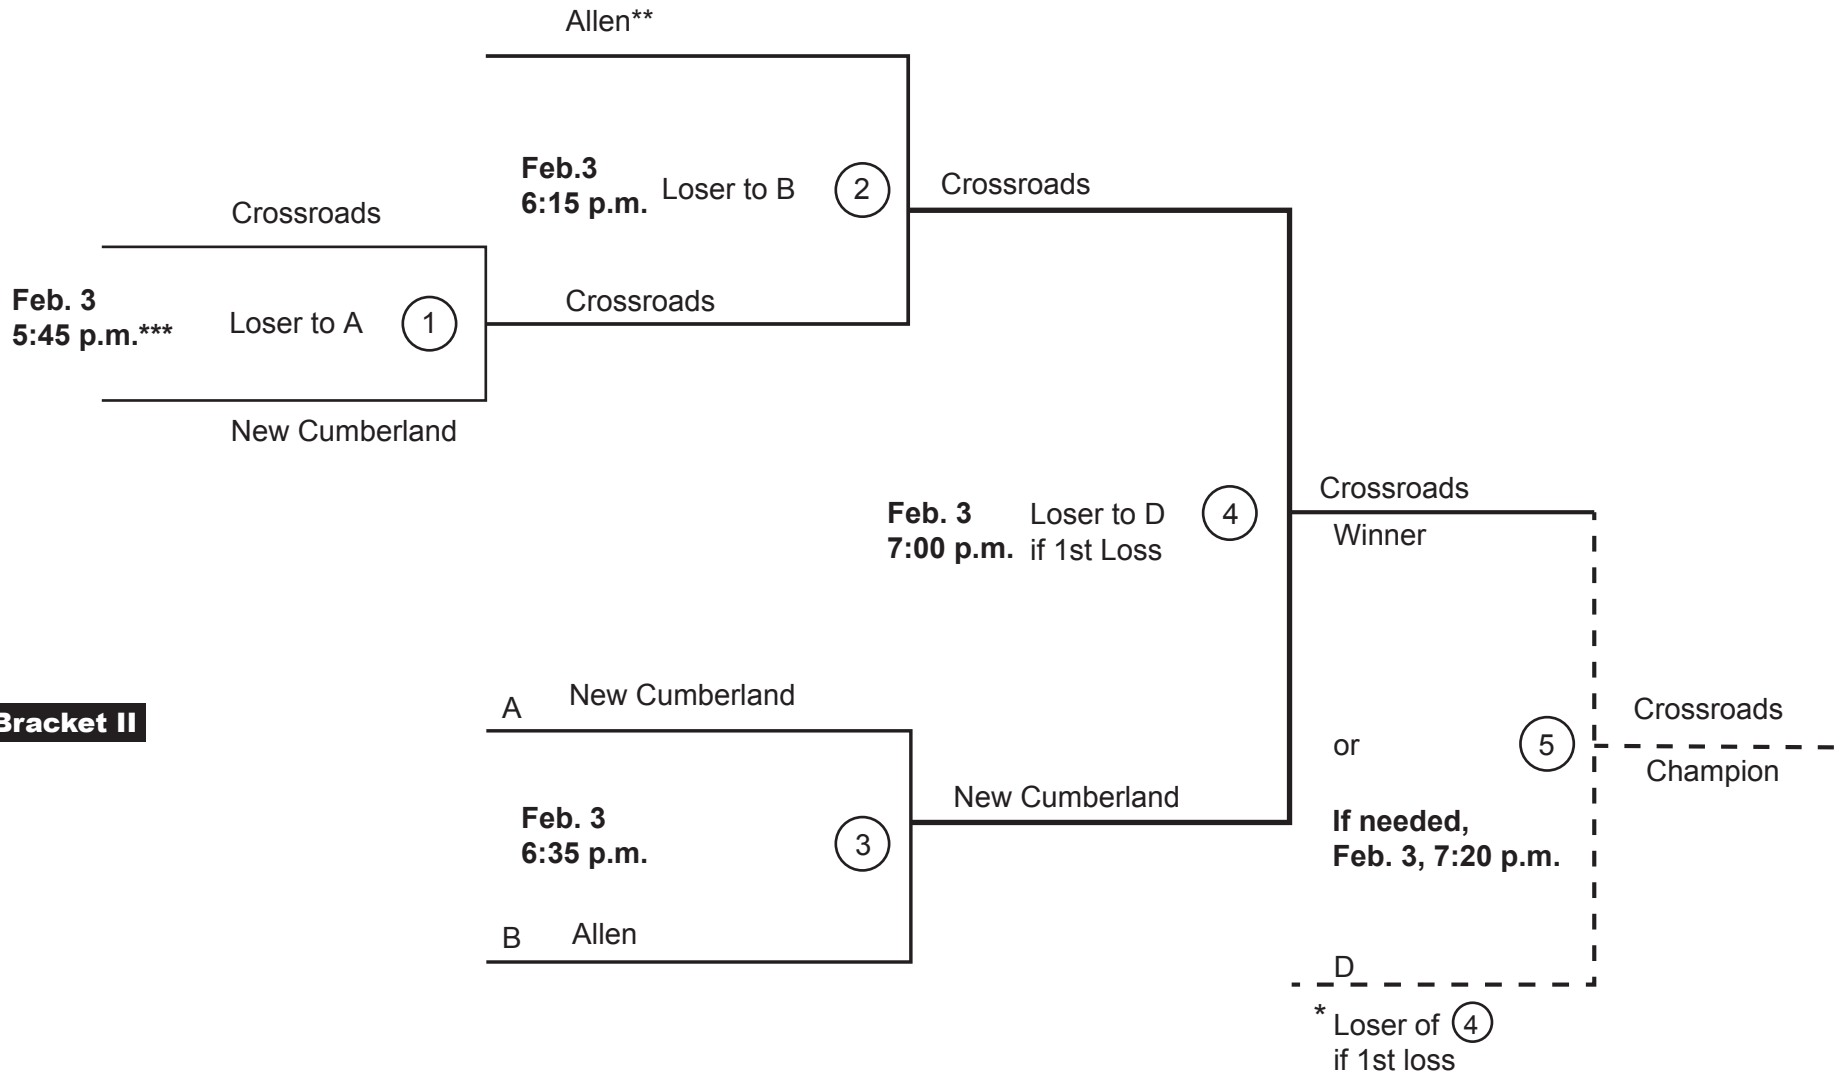 Allen**
Feb.3
6:15 p.m.
Loser to B
2
Crossroads
Crossroads
Feb. 3
5:45 p.m.***
Loser to A
1
Crossroads
New Cumberland
Feb. 3
7:00 p.m.
Loser to D
if 1st Loss
4
Crossroads
Winner
Bracket II
A
New Cumberland
Feb. 3
6:35 p.m.
3
New Cumberland
B
Allen
or
5
If needed,
Feb. 3, 7:20 p.m.
Crossroads
Champion
D
* Loser of 4
if 1st loss